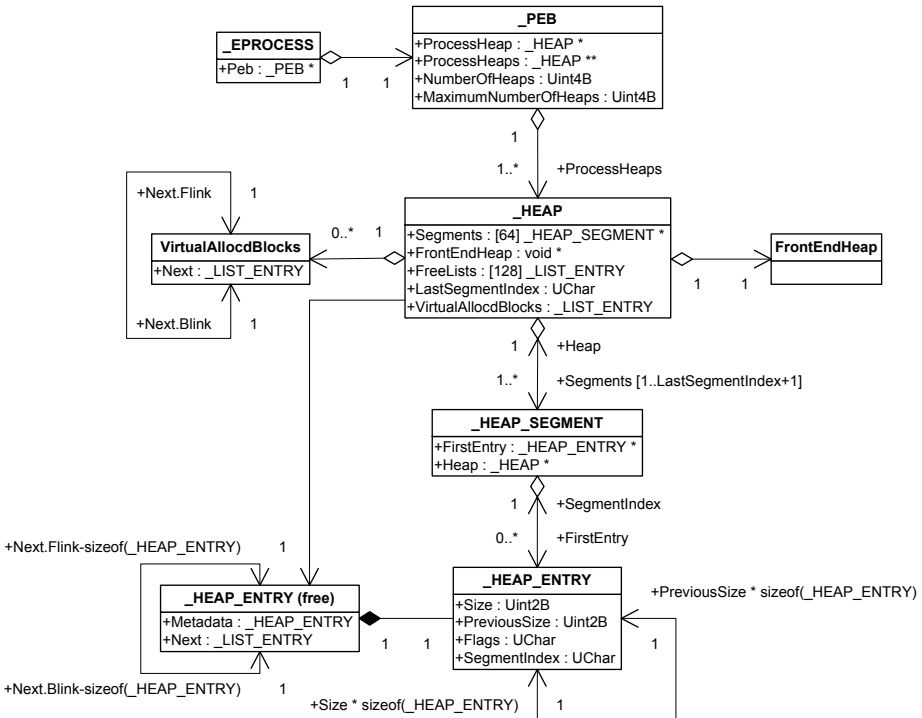 _PEB
+ProcessHeap : _HEAP *
+ProcessHeaps : _HEAP **
+NumberOfHeaps : Uint4B
+MaximumNumberOfHeaps : Uint4B
_EPROCESS
+Peb : _PEB *
1
1
1
1..*
+ProcessHeaps
+Next.Flink
1
VirtualAllocdBlocks
+Next : _LIST_ENTRY
+Next.Blink
1
0..*
1
_HEAP
+Segments : [64] _HEAP_SEGMENT *
+FrontEndHeap : void *
+FreeLists : [128] _LIST_ENTRY
+LastSegmentIndex : UChar
+VirtualAllocdBlocks : _LIST_ENTRY
FrontEndHeap
1
1
1
+Heap
1..*
+Segments [1..LastSegmentIndex+1]
_HEAP_SEGMENT
+FirstEntry : _HEAP_ENTRY *
+Heap : _HEAP *
1
+SegmentIndex
0..*
+FirstEntry
+Next.Flink-sizeof(_HEAP_ENTRY)
1
_HEAP_ENTRY (free)
+Metadata : _HEAP_ENTRY
+Next : _LIST_ENTRY
+Next.Blink-sizeof(_HEAP_ENTRY)
1
1
1
_HEAP_ENTRY
+Size : Uint2B
+PreviousSize : Uint2B
+Flags : UChar
+SegmentIndex : UChar
+PreviousSize * sizeof(_HEAP_ENTRY)
1
+Size * sizeof(_HEAP_ENTRY)
1